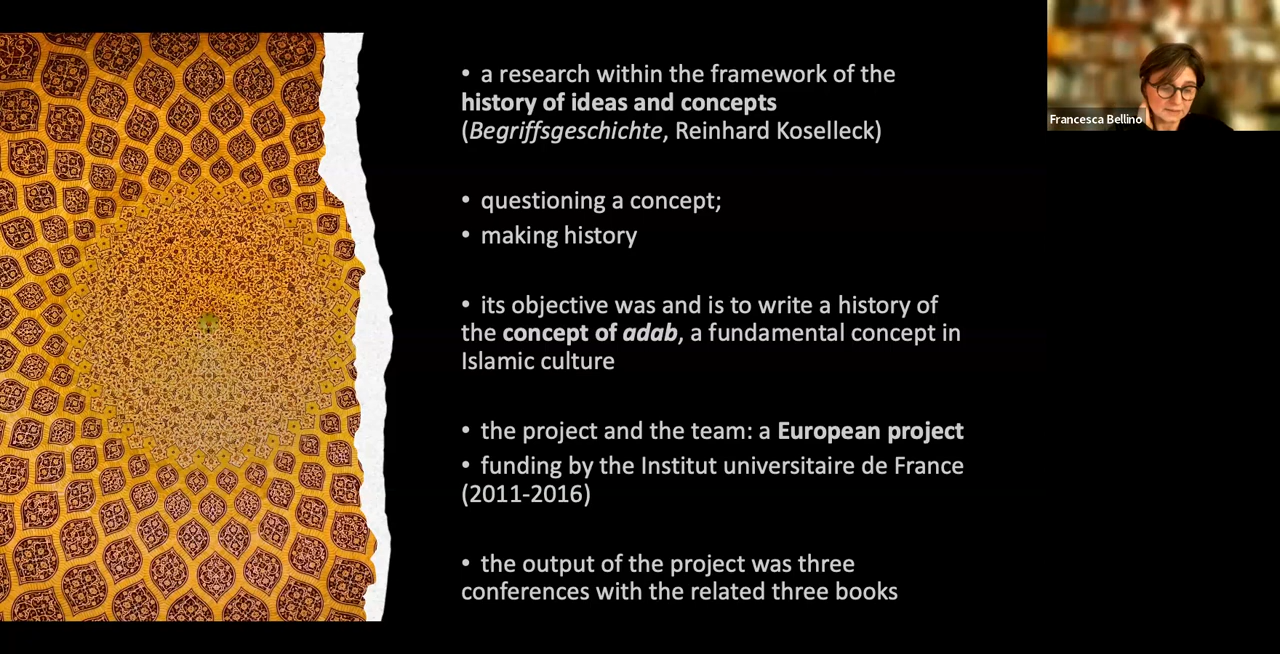 • a research within the framework of the
history of ideas and concepts
(Begriffsgeschichte, Reinhard Koselleck)
• questioning a concept;
• making history
• its objective was and is to write a history of
the concept of adab, a fundamental concept in
Islamic culture
• the project and the team: a European project
• funding by the Institut universitaire de France
(2011-2016)
• the output of the project was three
conferences with the related three books
Francesca Bellino